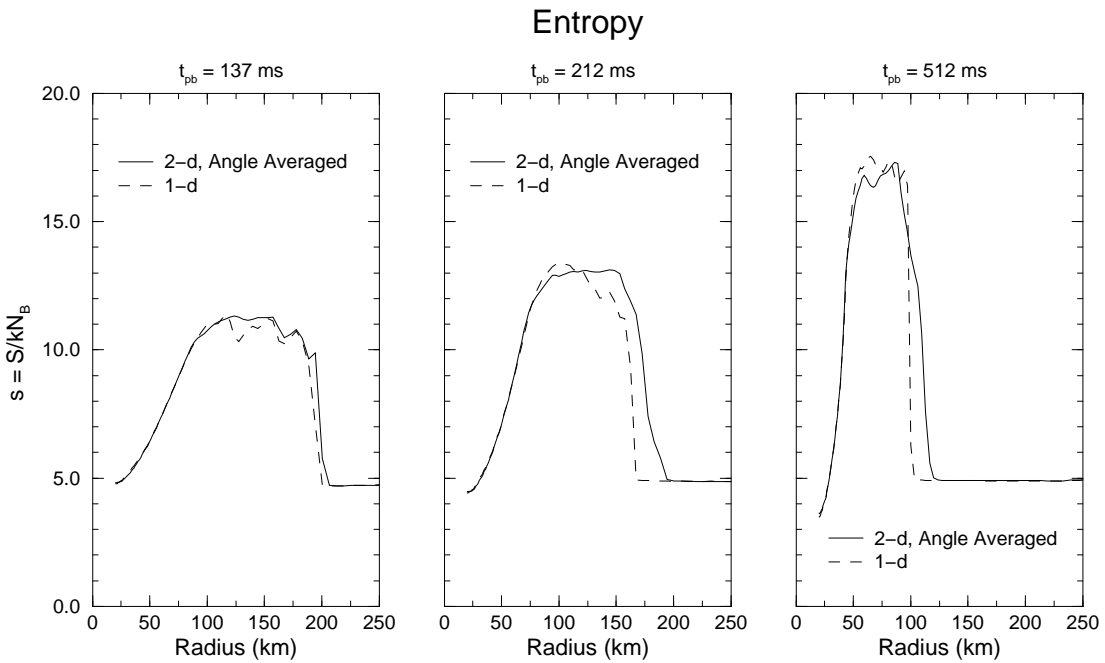 Entropy
t_pb = 137 ms
t_pb = 212 ms
t_pb = 512 ms
s = S/kN_B
20.0
15.0
10.0
5.0
0.0
2−d, Angle Averaged
1−d
2−d, Angle Averaged
1−d
2−d, Angle Averaged
1−d
0 50 100 150 200 250
0 50 100 150 200 250
0 50 100 150 200 250
Radius (km)
Radius (km)
Radius (km)